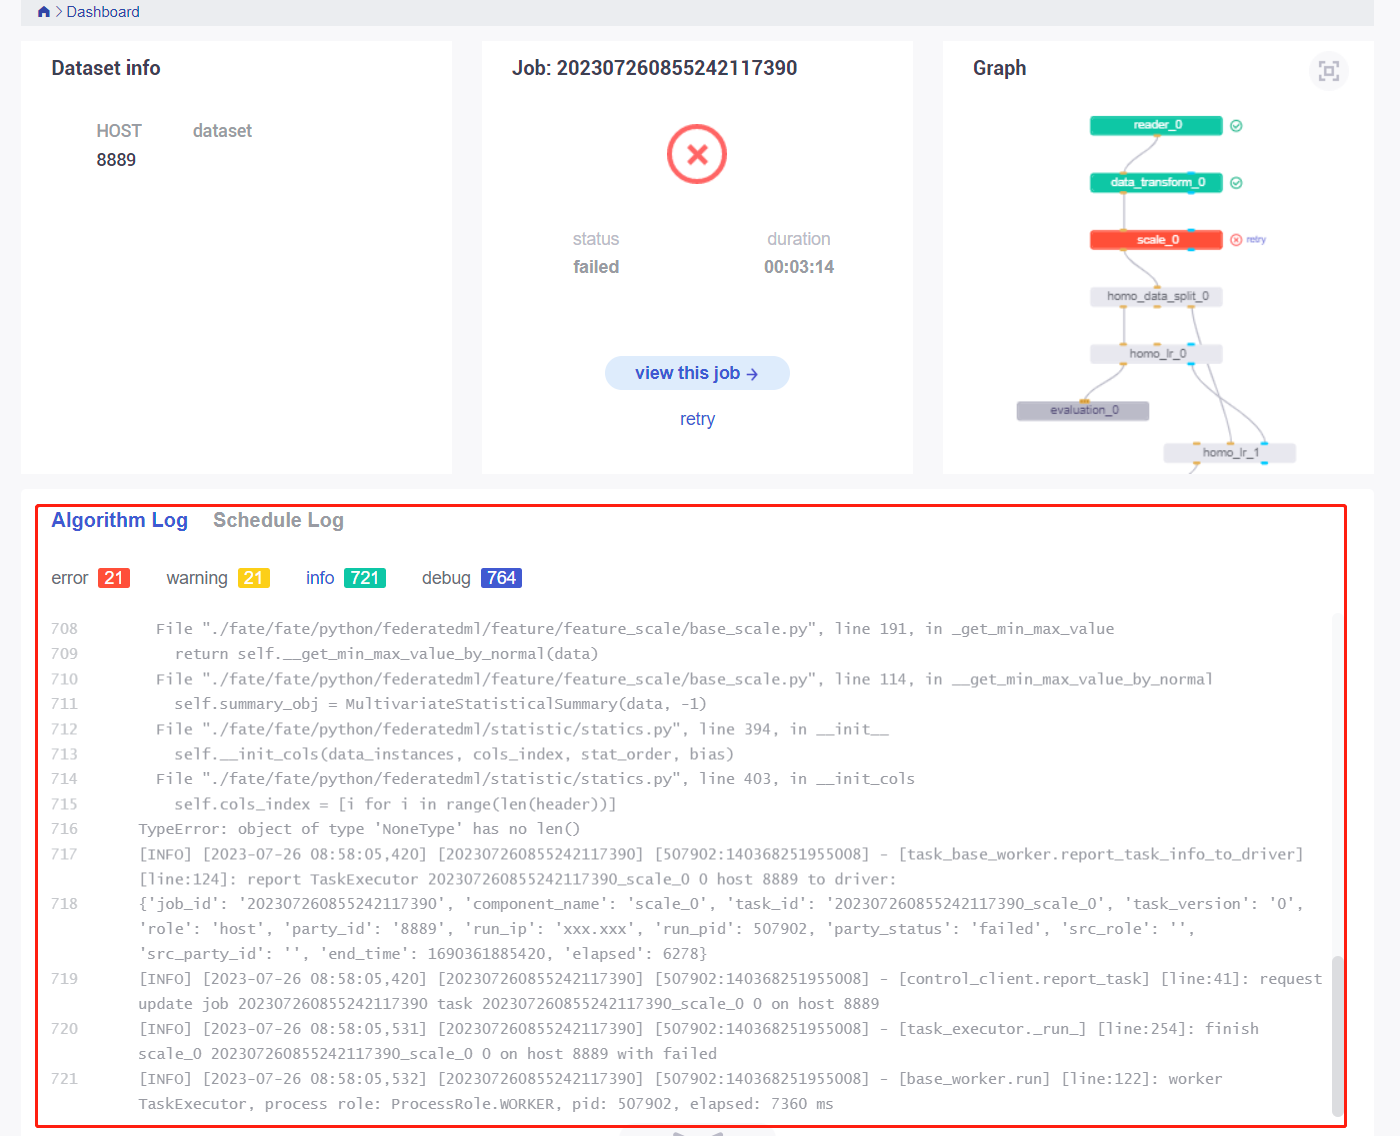 Dashboard
Dataset info
HOST dataset
8889
Job: 202307260855242117390
status duration
failed 00:03:14
view this job →
retry
Graph
reader_0
data_transform_0
scale_0 retry
homo_data_split_0
homo_lr_0
evaluation_0
homo_lr_1
Algorithm Log Schedule Log
error 21 warning 21 info 721 debug 764
708 File "./fate/fate/python/federatedml/feature/feature_scale/base_scale.py", line 191, in _get_min_max_value
709 return self.__get_min_max_value_by_normal(data)
710 File "./fate/fate/python/federatedml/feature/feature_scale/base_scale.py", line 114, in __get_min_max_value_by_normal
711 self.summary_obj = MultivariateStatisticalSummary(data, -1)
712 File "./fate/fate/python/federatedml/statistic/statics.py", line 394, in __init__
713 self.__init_cols(data_instances, cols_index, stat_order, bias)
714 File "./fate/fate/python/federatedml/statistic/statics.py", line 403, in __init_cols
715 self.cols_index = [i for i in range(len(header))]
716 TypeError: object of type 'NoneType' has no len()
717 [INFO] [2023-07-26 08:58:05,420] [202307260855242117390] [507902:140368251955008] - [task_base_worker.report_task_info_to_driver]
[line:124]: report TaskExecutor 202307260855242117390_scale_0 0 host 8889 to driver:
718 {'job_id': '202307260855242117390', 'component_name': 'scale_0', 'task_id': '202307260855242117390_scale_0', 'task_version': '0',
'role': 'host', 'party_id': '8889', 'run_ip': 'xxx.xxx', 'run_pid': 507902, 'party_status': 'failed', 'src_role': '',
'src_party_id': '', 'end_time': 1690361885420, 'elapsed': 6278}
719 [INFO] [2023-07-26 08:58:05,420] [202307260855242117390] [507902:140368251955008] - [control_client.report_task] [line:41]: request
update job 202307260855242117390 task 202307260855242117390_scale_0 0 on host 8889
720 [INFO] [2023-07-26 08:58:05,531] [202307260855242117390] [507902:140368251955008] - [task_executor._run_] [line:254]: finish
scale_0 202307260855242117390_scale_0 0 on host 8889 with failed
721 [INFO] [2023-07-26 08:58:05,532] [202307260855242117390] [507902:140368251955008] - [base_worker.run] [line:122]: worker
TaskExecutor, process role: ProcessRole.WORKER, pid: 507902, elapsed: 7360 ms